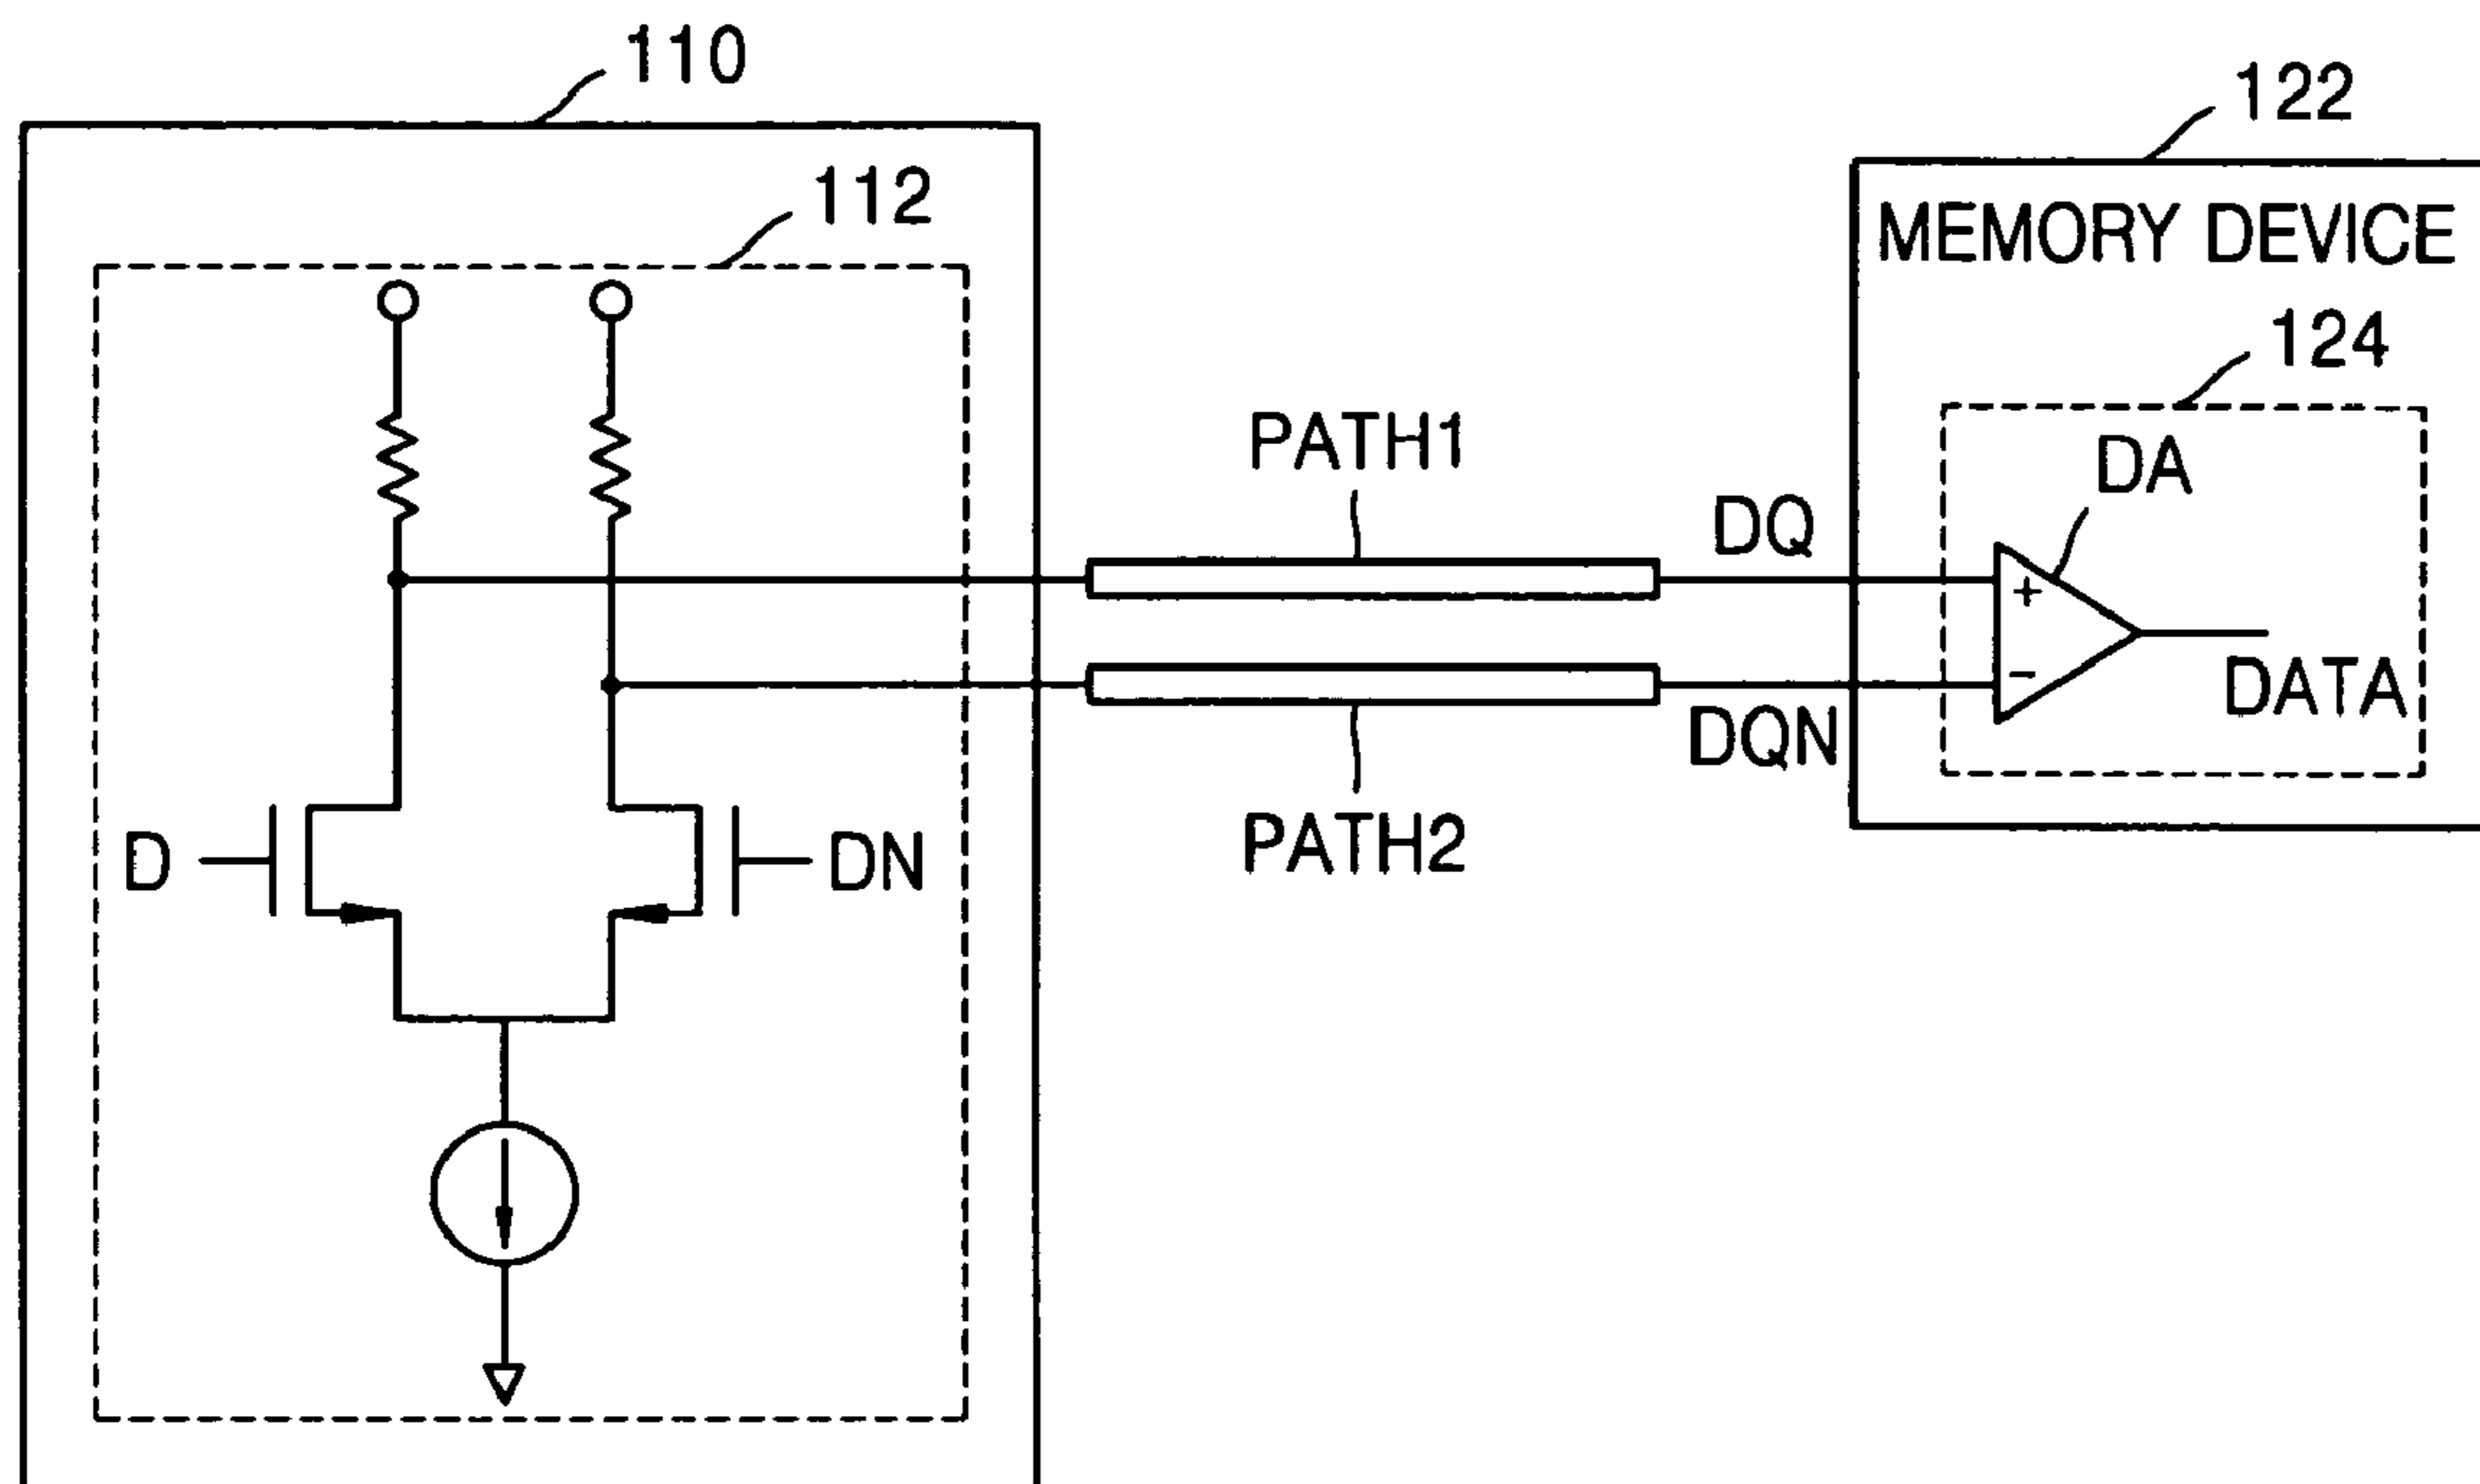 110
122
112
MEMORY DEVICE
124
PATH1
DA
DQ
+
-
DATA
DQN
PATH2
D
DN